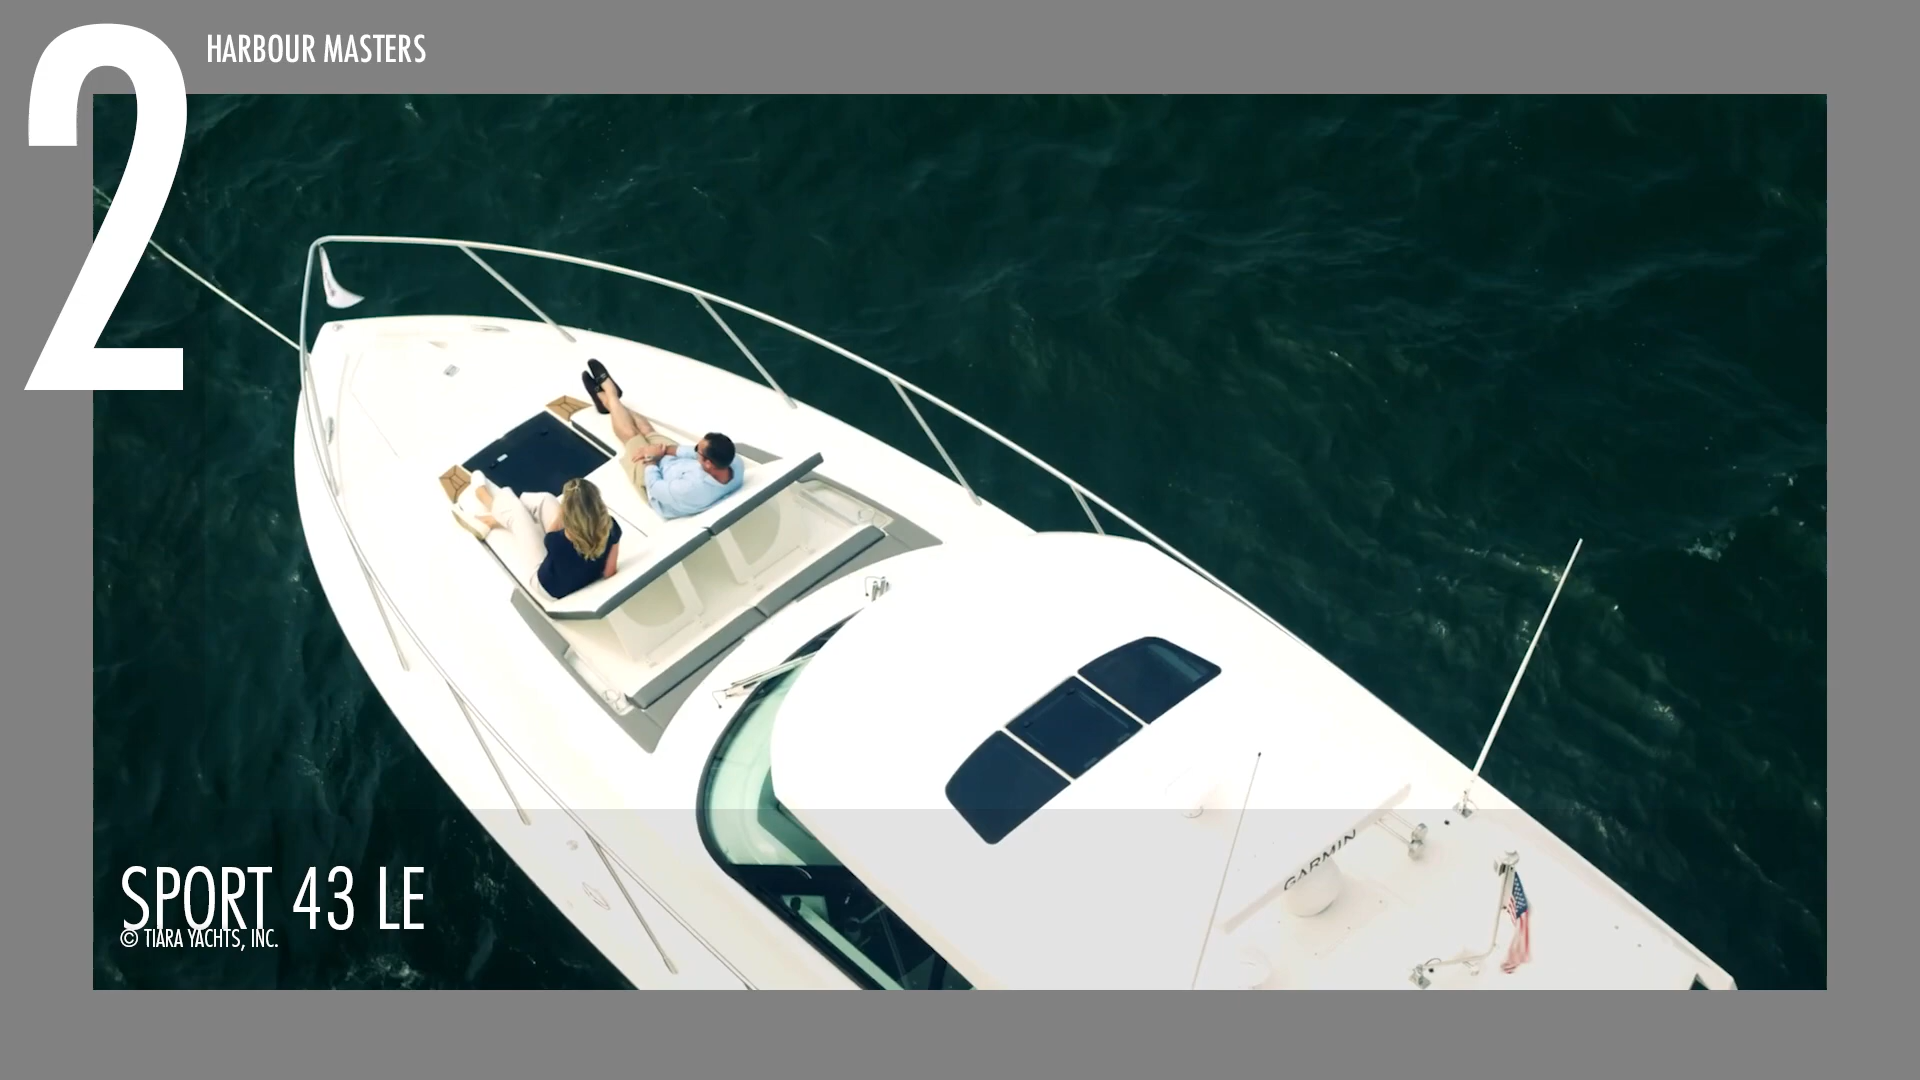 2
HARBOUR MASTERS
GARMIN
SPORT 43 LE
© TIARA YACHTS, INC.